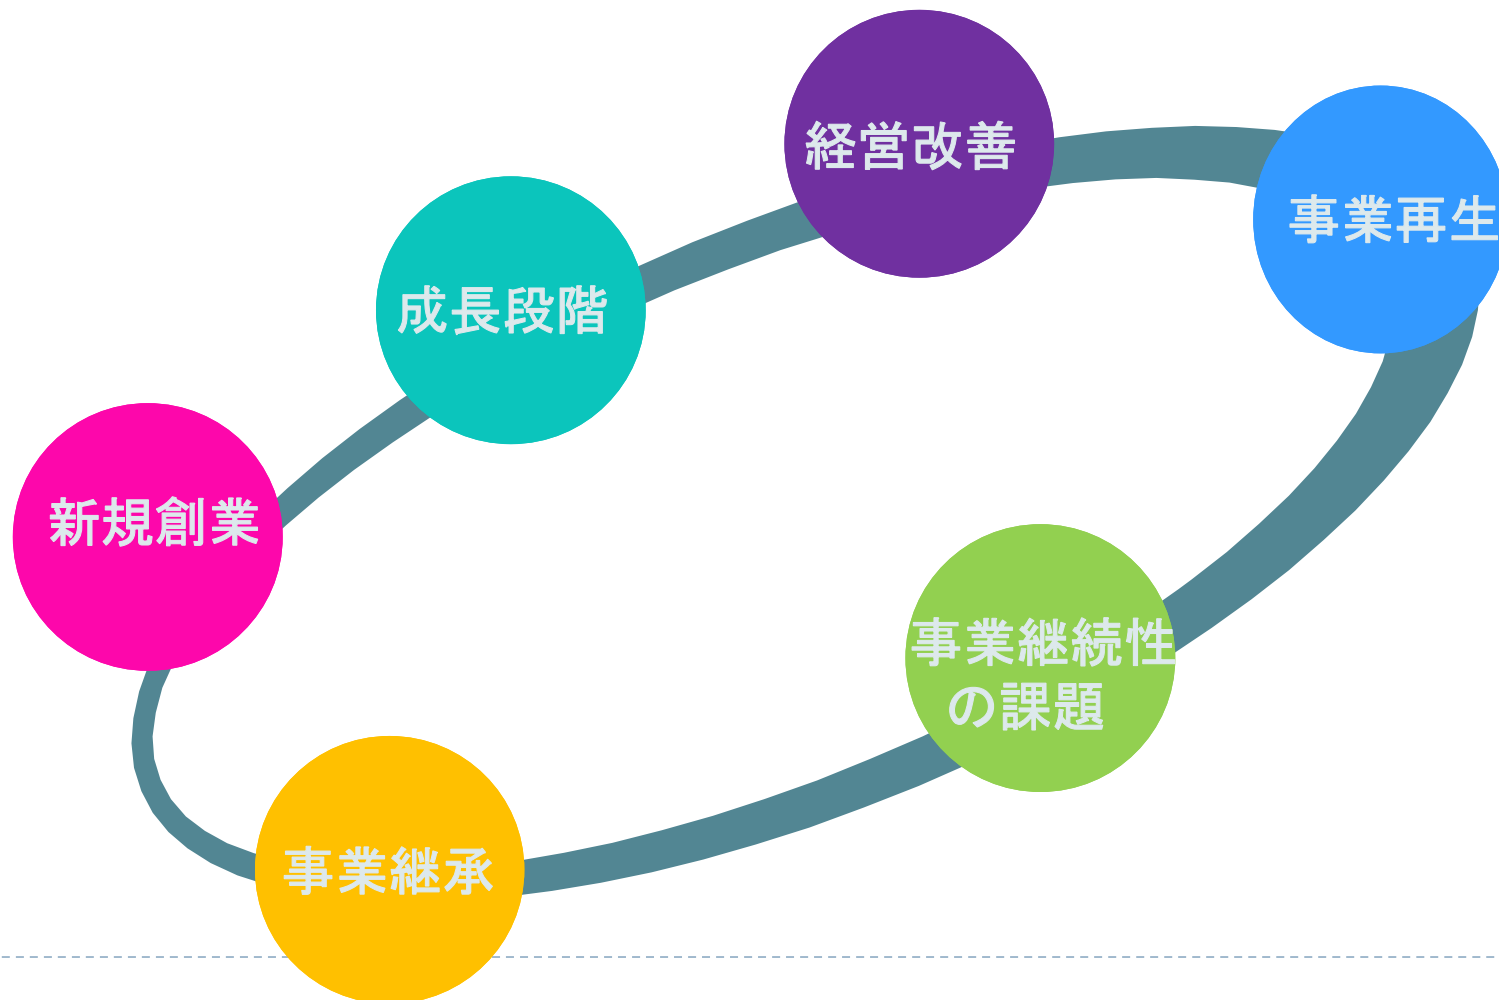 経営改善
事業再生
成長段階
新規創業
事業継続性
の課題
事業継承